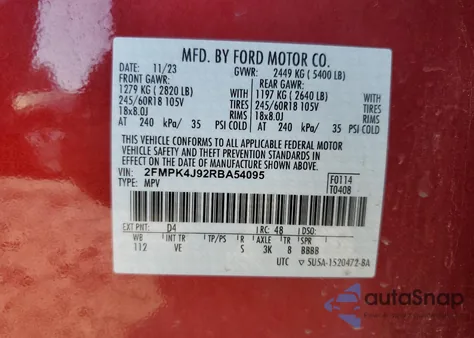 MFD. BY FORD MOTOR CO.
DATE: 11/23 GVWR: 2449 KG (5400 LB)
FRONT GAWR: REAR GAWR:
1279 KG (2820 LB) WITH 1197 KG (2640 LB) WITH
245/60R18 105V TIRES 245/60R18 105V TIRES
18x8.0J RIMS 18x8.0J RIMS
AT 240 kPa/ 35 PSI COLD AT 240 kPa/ 35 PSI COLD
THIS VEHICLE CONFORMS TO ALL APPLICABLE FEDERAL MOTOR
VEHICLE SAFETY AND THEFT PREVENTION STANDARDS IN EFFECT
ON THE DATE OF MANUFACTURE SHOWN ABOVE.
VIN: 2FMPK4J92RBA54095 F0114
TYPE: MPV T0408
EXT PNT: D4 RC: 48 DSO:
WB INT TR TP/PS R AXLE TR SPR
112 VE S 3K 8 BBBB
UTC 5U5A-1520472-BA
autoSnap